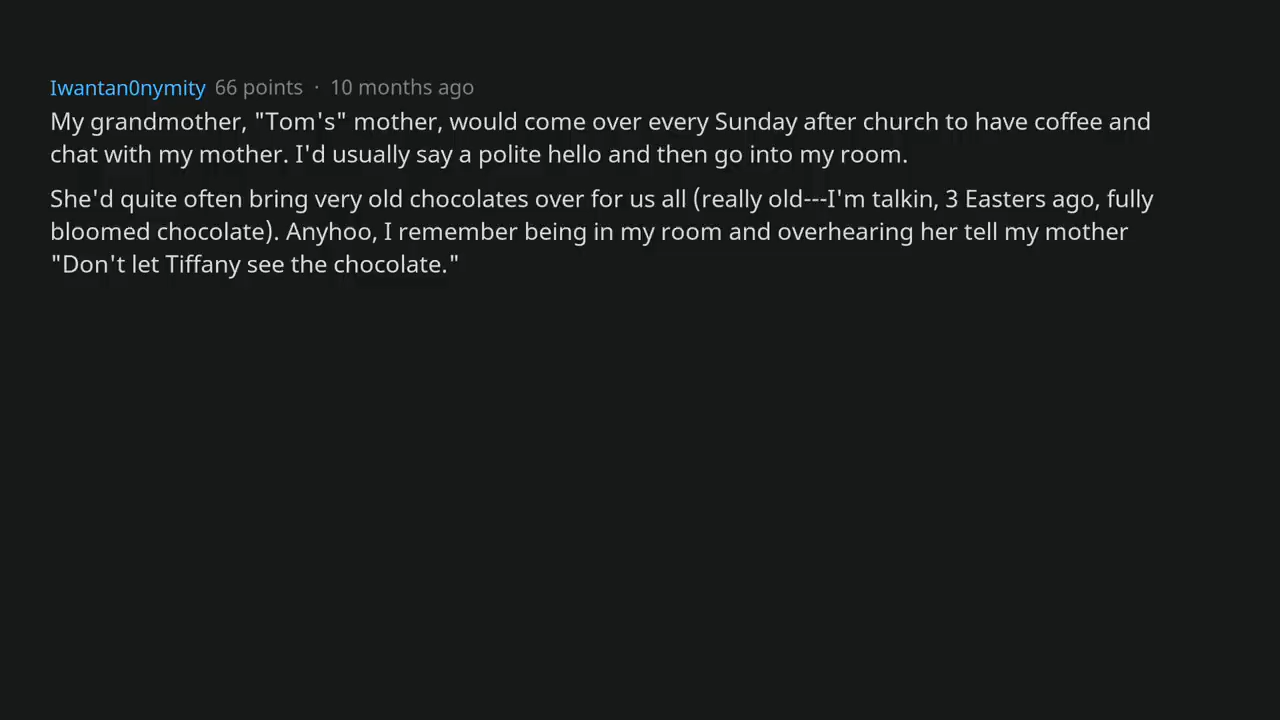 Iwantan0nymity 66 points · 10 months ago
My grandmother, "Tom's" mother, would come over every Sunday after church to have coffee and
chat with my mother. I'd usually say a polite hello and then go into my room.
She'd quite often bring very old chocolates over for us all (really old---I'm talkin, 3 Easters ago, fully
bloomed chocolate). Anyhoo, I remember being in my room and overhearing her tell my mother
"Don't let Tiffany see the chocolate."